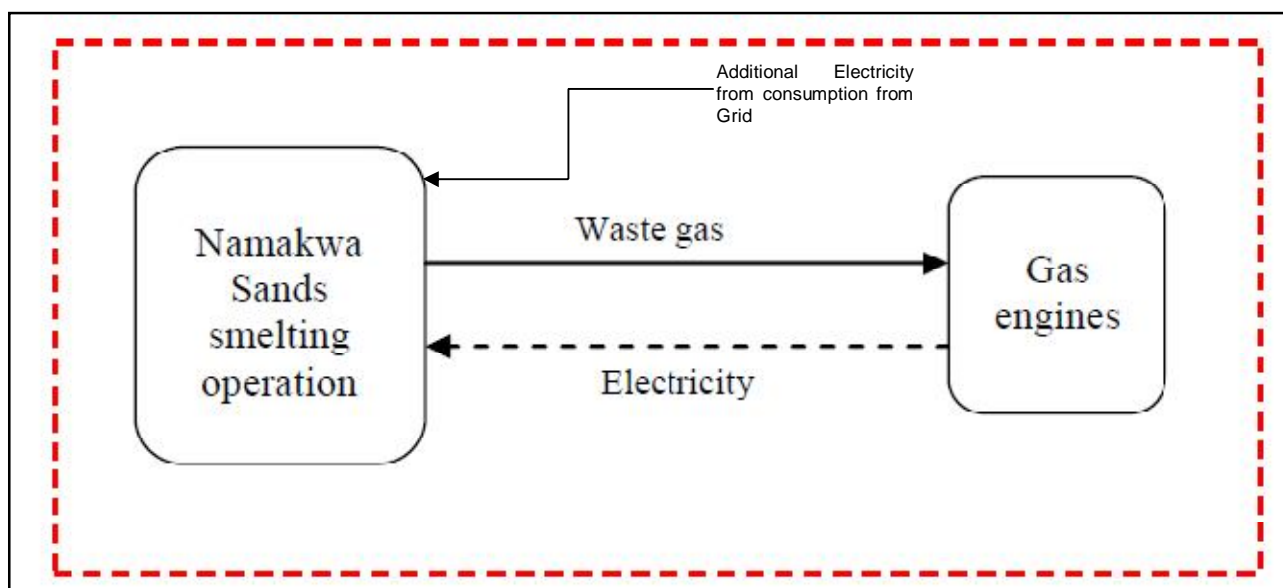 Additional Electricity
from consumption from
Grid
Namakwa
Sands
smelting
operation
Waste gas
Electricity
Gas
engines